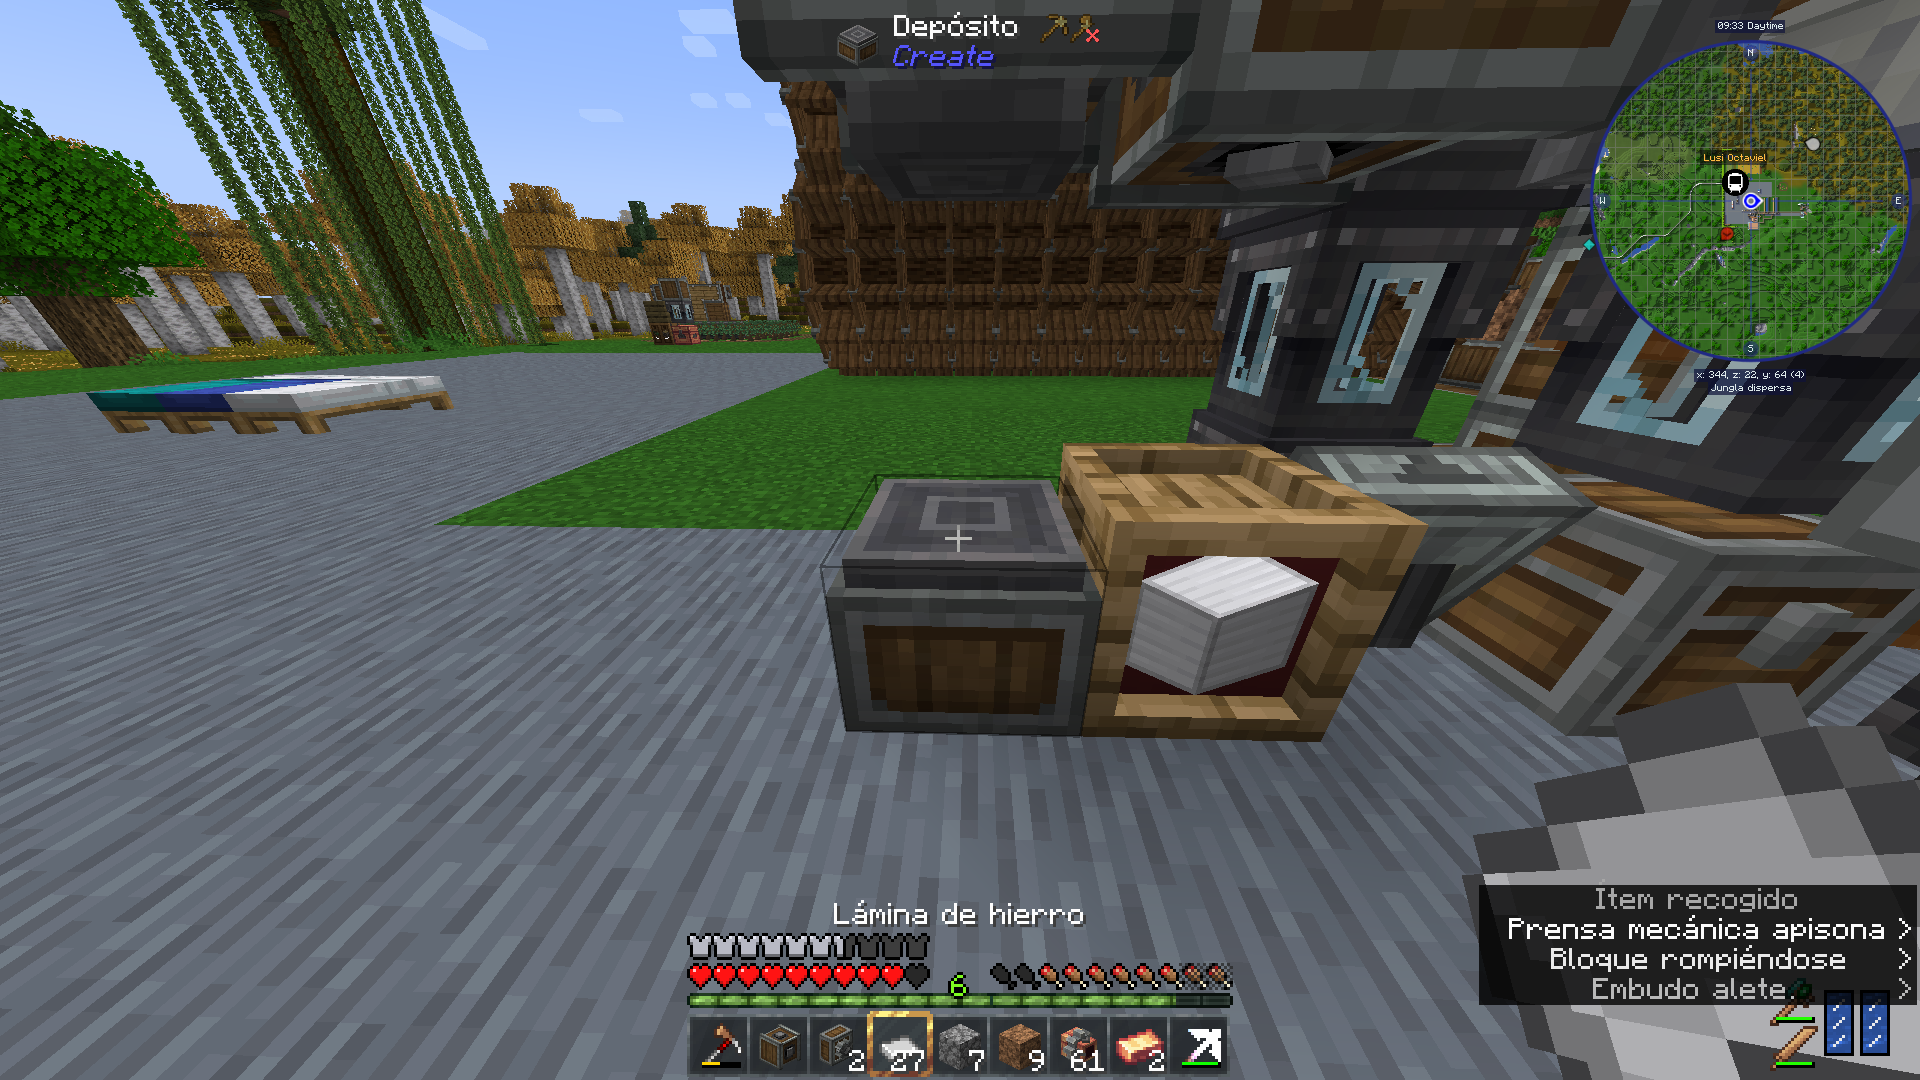 Depósito
Create
09:33 Daytime
N
Lusi Octaviel
W
E
S
x: 344, z: 22, y: 64 (4)
Jungla dispersa
Lámina de hierro
6
2
27
7
9
61
2
Ítem recogido
Prensa mecánica apisona >
Bloque rompiéndose >
Embudo alete >